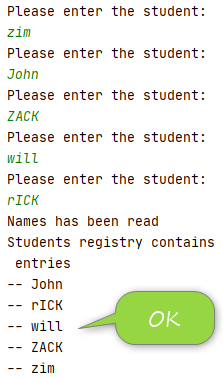 Please enter the student:
zim
Please enter the student:
John
Please enter the student:
ZACK
Please enter the student:
will
Please enter the student:
rICK
Names has been read
Students registry contains
 entries
-- John
-- rICK
-- will
OK
-- ZACK
-- zim